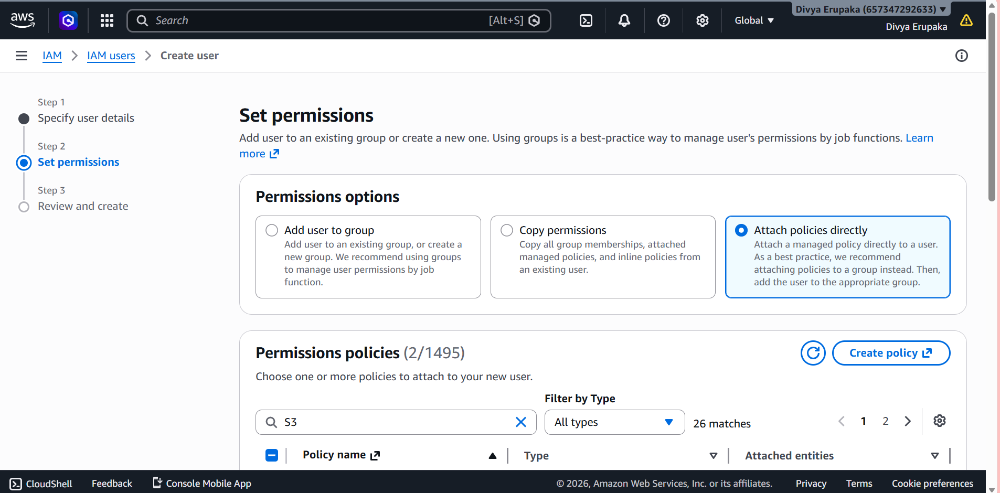 aws
Search
[Alt+S]
Global
Divya Erupaka (657347292633)
Divya Erupaka
IAM
IAM users
Create user
Step 1
Specify user details
Step 2
Set permissions
Step 3
Review and create
Set permissions
Add user to an existing group or create a new one. Using groups is a best-practice way to manage user's permissions by job functions. Learn
more
Permissions options
Add user to group
Add user to an existing group, or create a
new group. We recommend using groups
to manage user permissions by job
function.
Copy permissions
Copy all group memberships, attached
managed policies, and inline policies from
an existing user.
Attach policies directly
Attach a managed policy directly to a user.
As a best practice, we recommend
attaching policies to a group instead. Then,
add the user to the appropriate group.
Permissions policies (2/1495)
Create policy
Choose one or more policies to attach to your new user.
Filter by Type
S3
All types
26 matches
1
2
Policy name
Type
Attached entities
CloudShell
Feedback
Console Mobile App
© 2026, Amazon Web Services, Inc. or its affiliates.
Privacy
Terms
Cookie preferences